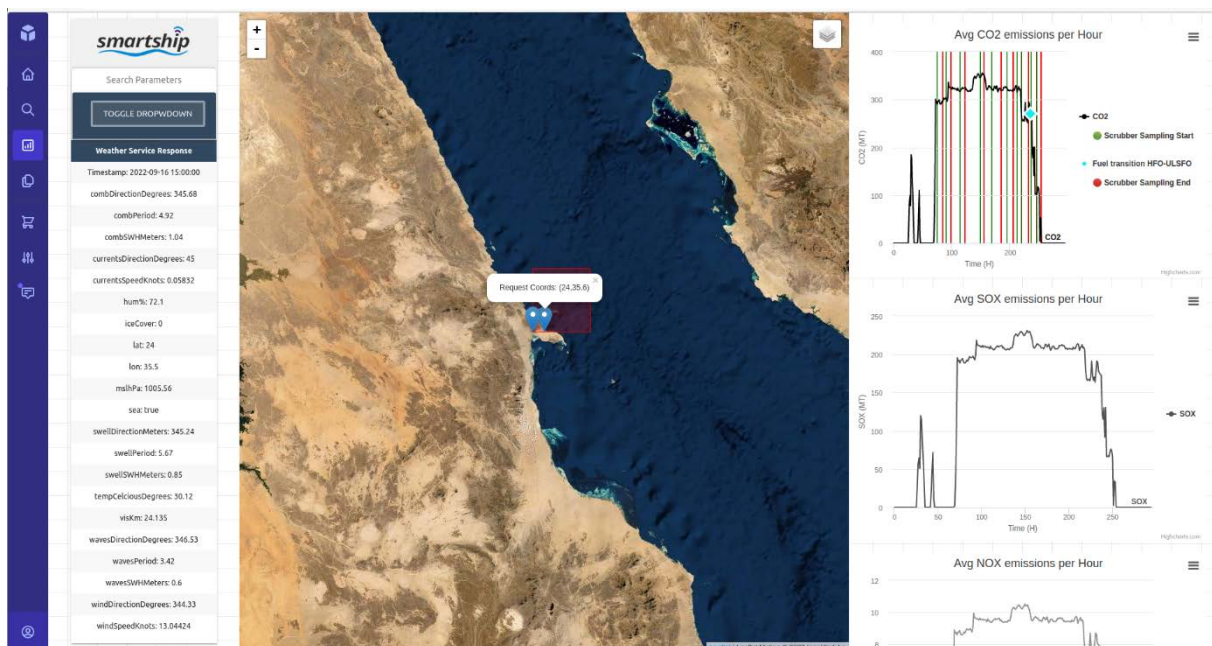 smartship
Search Parameters
TOGGLE DROPWDOWN
Weather Service Response
Timestamp: 2022-09-16 15:00:00
combDirectionDegrees: 345.68
combPeriod: 4.92
combSWHMeters: 1.04
currentsDirectionDegrees: 45
currentsSpeedKnots: 0.05832
hum%: 72.1
iceCover: 0
lat: 24
lon: 35.5
mslhPa: 1005.56
sea: true
swellDirectionMeters: 345.24
swellPeriod: 5.67
swellSWHMeters: 0.85
tempCelciousDegrees: 30.12
visKm: 24.135
wavesDirectionDegrees: 346.53
wavesPeriod: 3.42
wavesSWHMeters: 0.6
windDirectionDegrees: 344.33
windSpeedKnots: 13.04424
+
-
Request Coords: (24,35.6)
×
Avg CO2 emissions per Hour
400
300
200
100
0
CO2 (MT)
0 100 200
Time (H)
CO2
CO2
Scrubber Sampling Start
Fuel transition HFO-ULSFO
Scrubber Sampling End
Highcharts.com
Avg SOX emissions per Hour
250
200
150
100
50
0
SOX (MT)
0 50 100 150 200 250
Time (H)
SOX
SOX
Highcharts.com
Avg NOX emissions per Hour
12
10
8